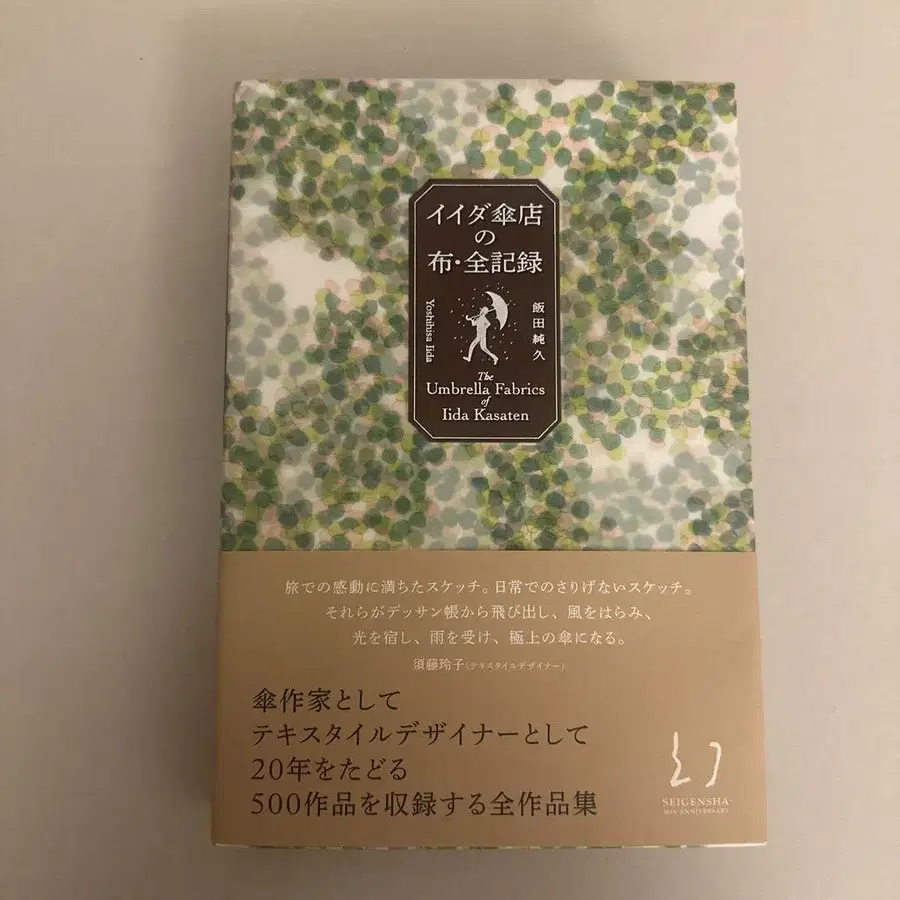 イイダ傘店
の
布・全記録
飯田純久
Yoshihisa Iida
The
Umbrella Fabrics
of
Iida Kasaten
旅での感動に満ちたスケッチ。日常でのさりげないスケッチ。
それらがデッサン帳から飛び出し、風をはらみ、
光を宿し、雨を受け、極上の傘になる。
須藤玲子（テキスタイルデザイナー）
傘作家として
テキスタイルデザイナーとして
20年をたどる
500作品を収録する全作品集
SEIGENSHA
ANNIVERSARY